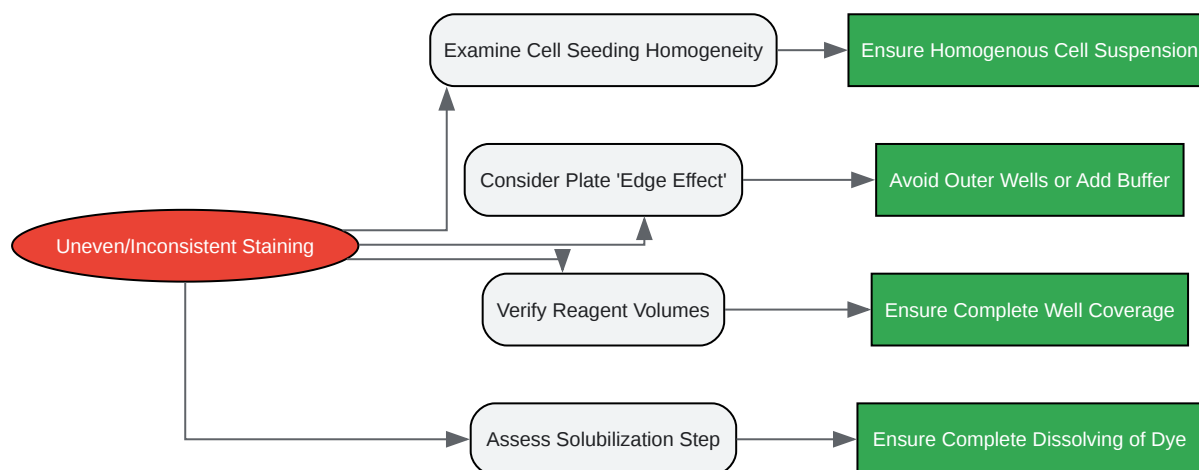 Examine Cell Seeding Homogeneity
Ensure Homogenous Cell Suspension
Consider Plate 'Edge Effect'
Avoid Outer Wells or Add Buffer
Uneven/Inconsistent Staining
Verify Reagent Volumes
Ensure Complete Well Coverage
Assess Solubilization Step
Ensure Complete Dissolving of Dye